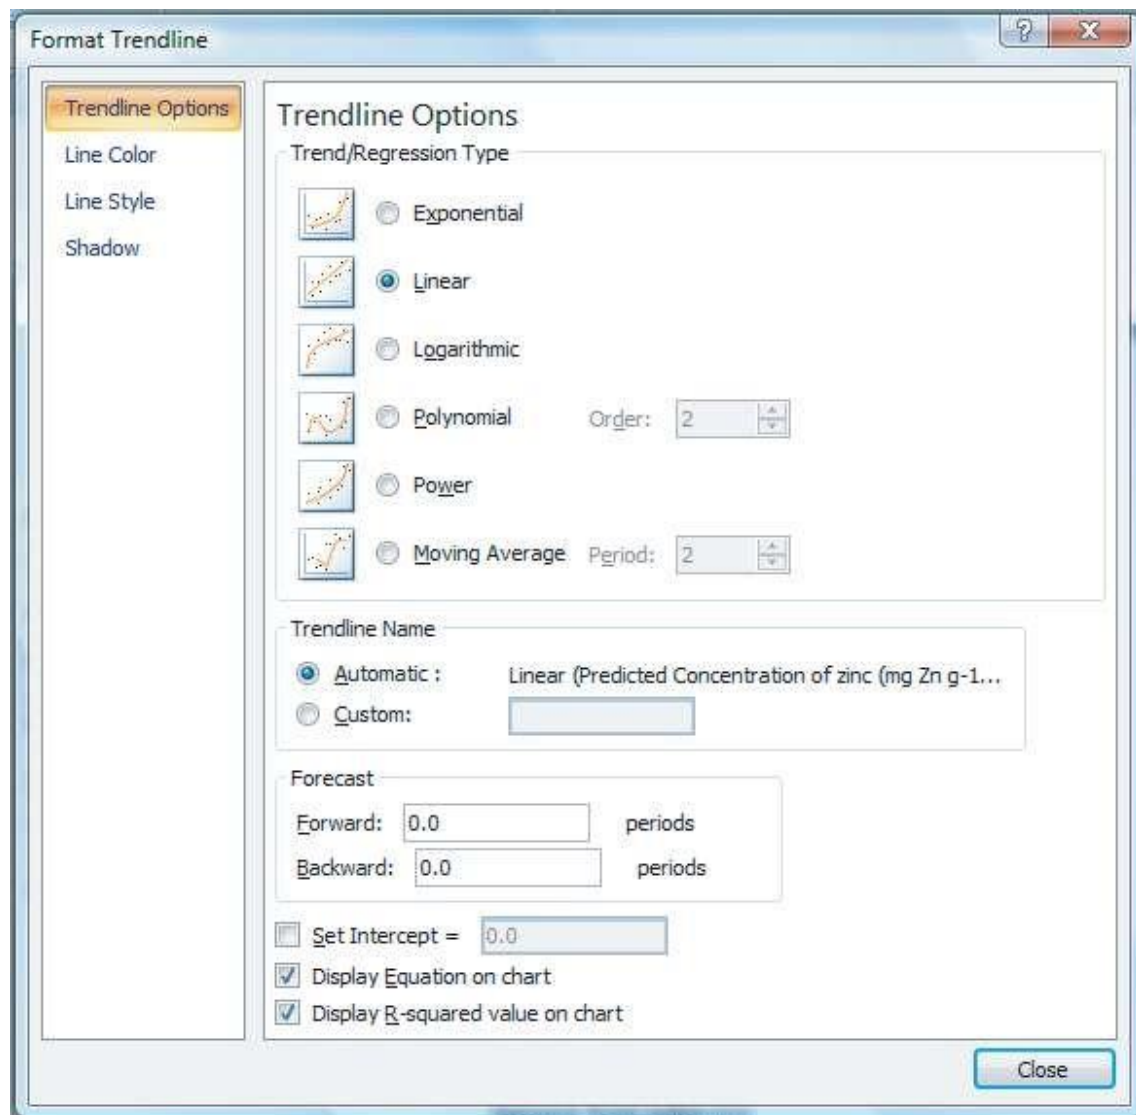 Format Trendline
Trendline Options
Line Color
Line Style
Shadow
Trendline Options
Trend/Regression Type
Exponential
Linear
Logarithmic
Polynomial Order: 2
Power
Moving Average Period: 2
Trendline Name
Automatic : Linear (Predicted Concentration of zinc (mg Zn g-1...
Custom:
Forecast
Forward: 0.0 periods
Backward: 0.0 periods
Set Intercept = 0.0
Display Equation on chart
Display R-squared value on chart
Close